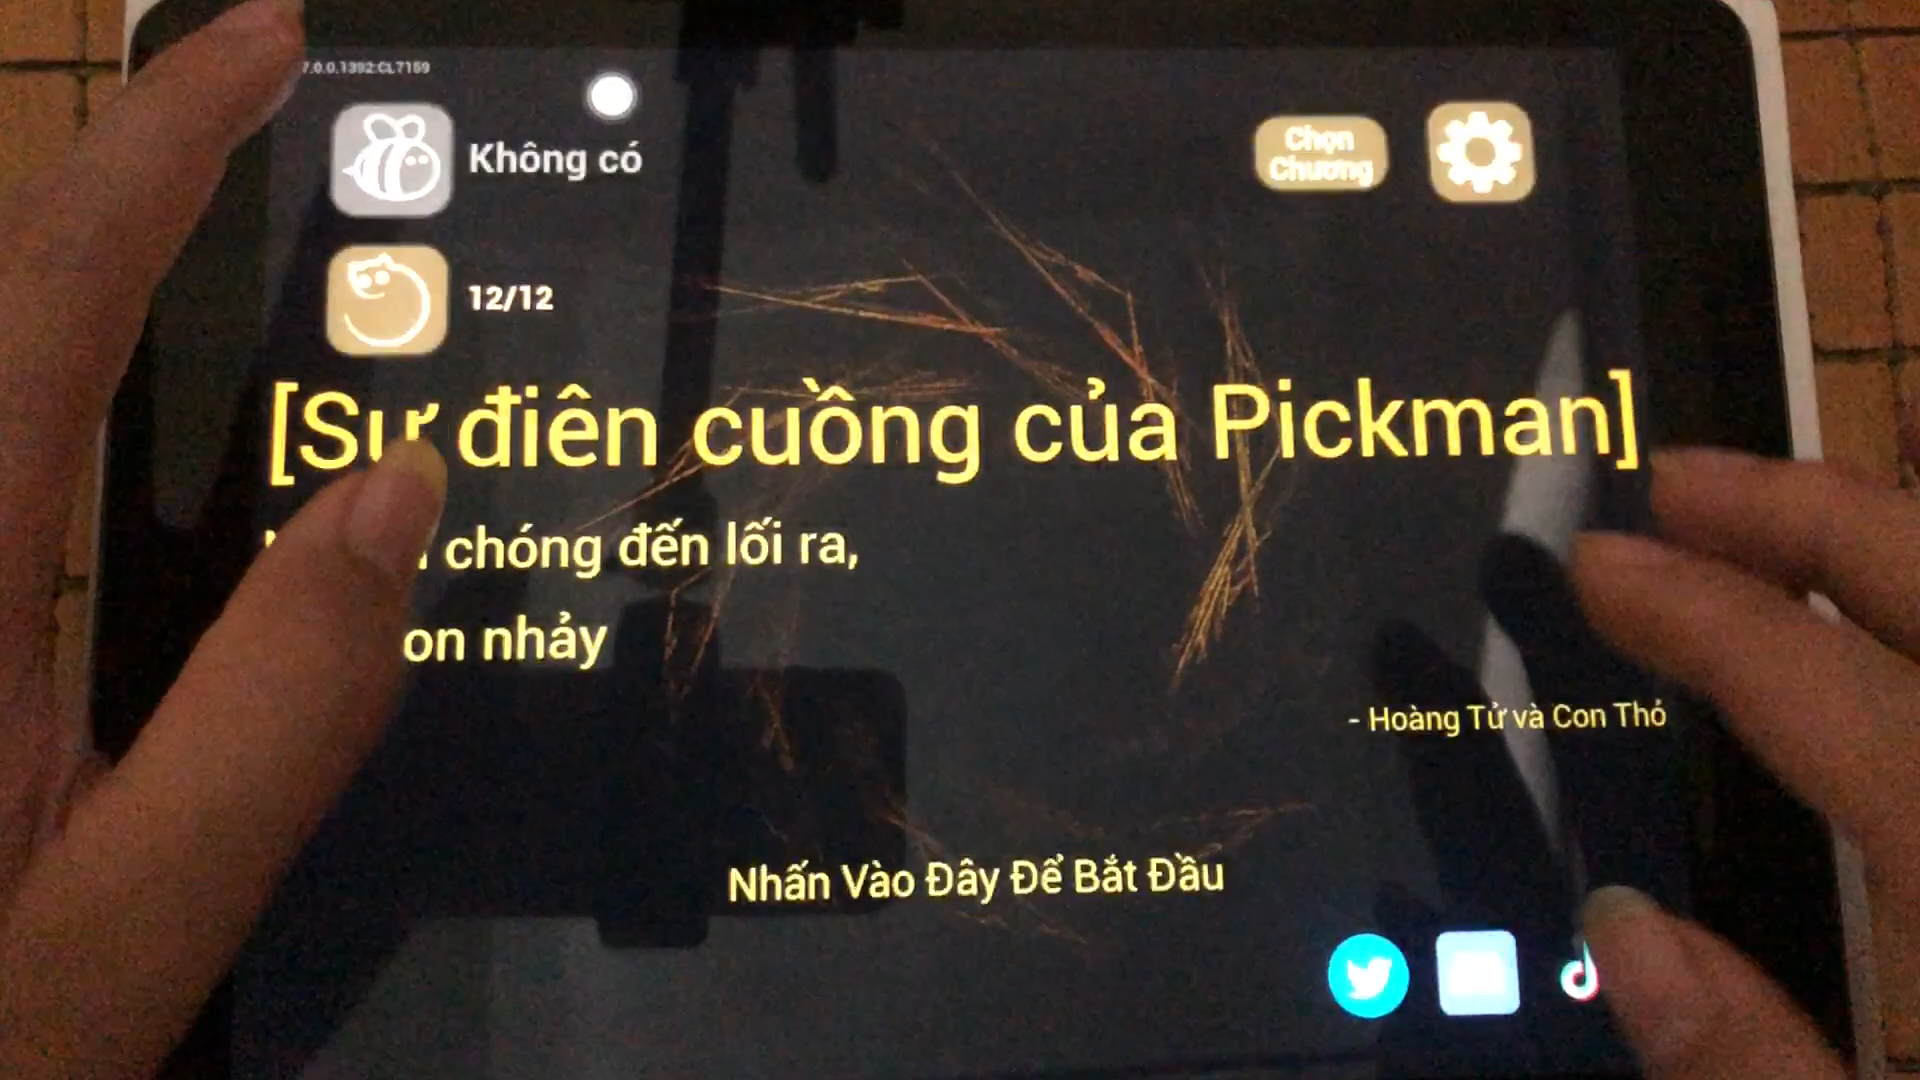 7.0.0.1392:CL7159
Không có
Chọn
Chương
12/12
[Sự điên cuồng của Pickman]
chóng đến lối ra,
nhảy
- Hoàng Tử và Con Thỏ
Nhấn Vào Đây Để Bắt Đầu